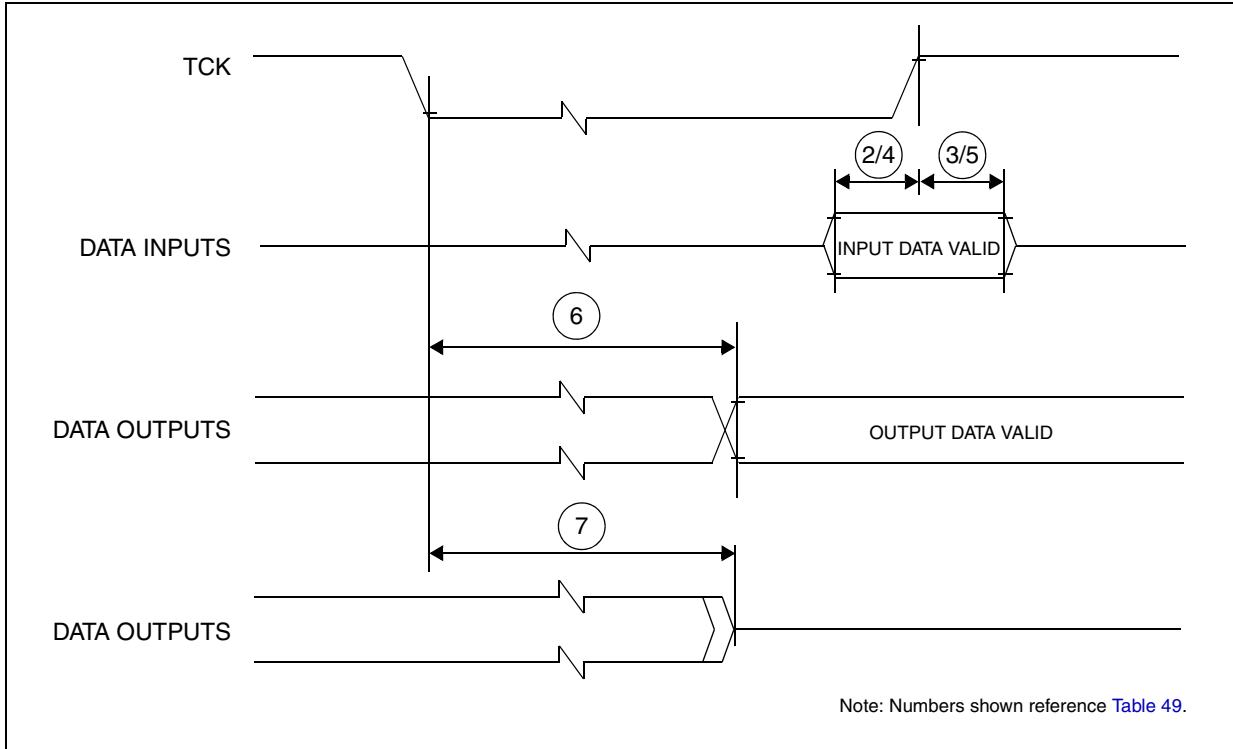 TCK
2/4
3/5
DATA INPUTS
INPUT DATA VALID
6
DATA OUTPUTS
OUTPUT DATA VALID
7
DATA OUTPUTS
Note: Numbers shown reference Table 49.